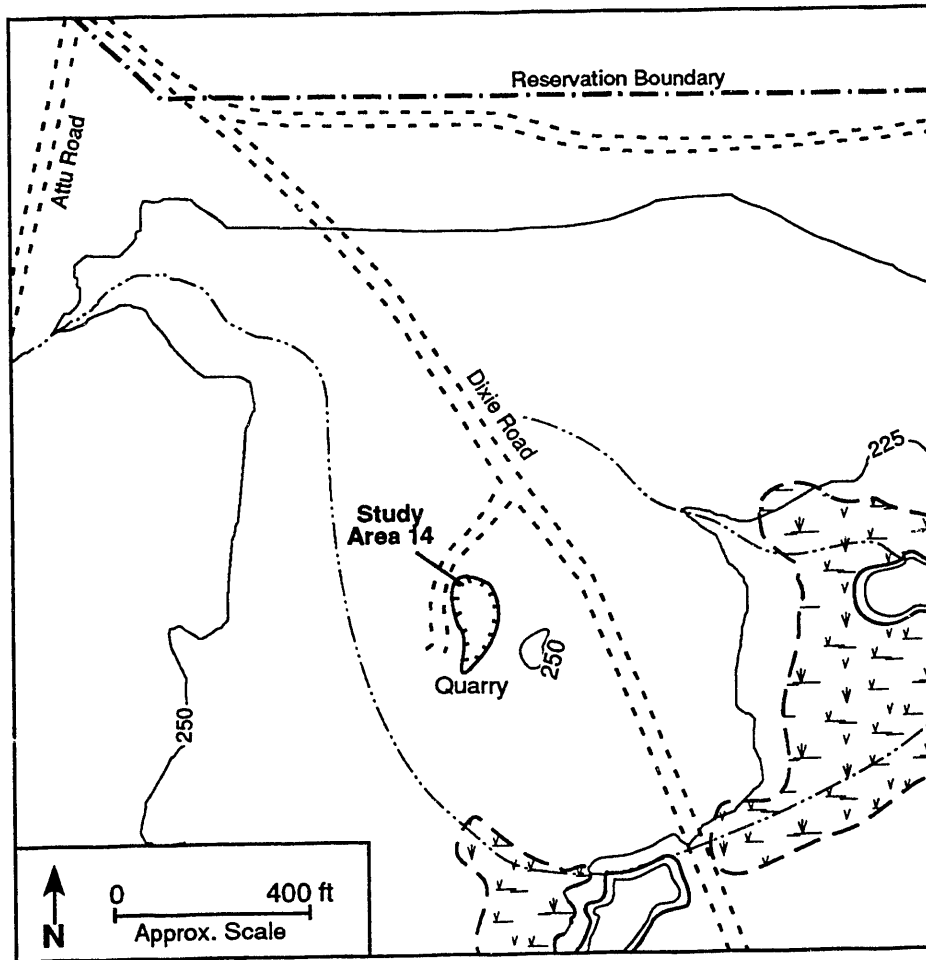 Reservation Boundary
Attu Road
Dixie Road
225
Study
Area 14
250
Quarry
250
0 400 ft
N
Approx. Scale